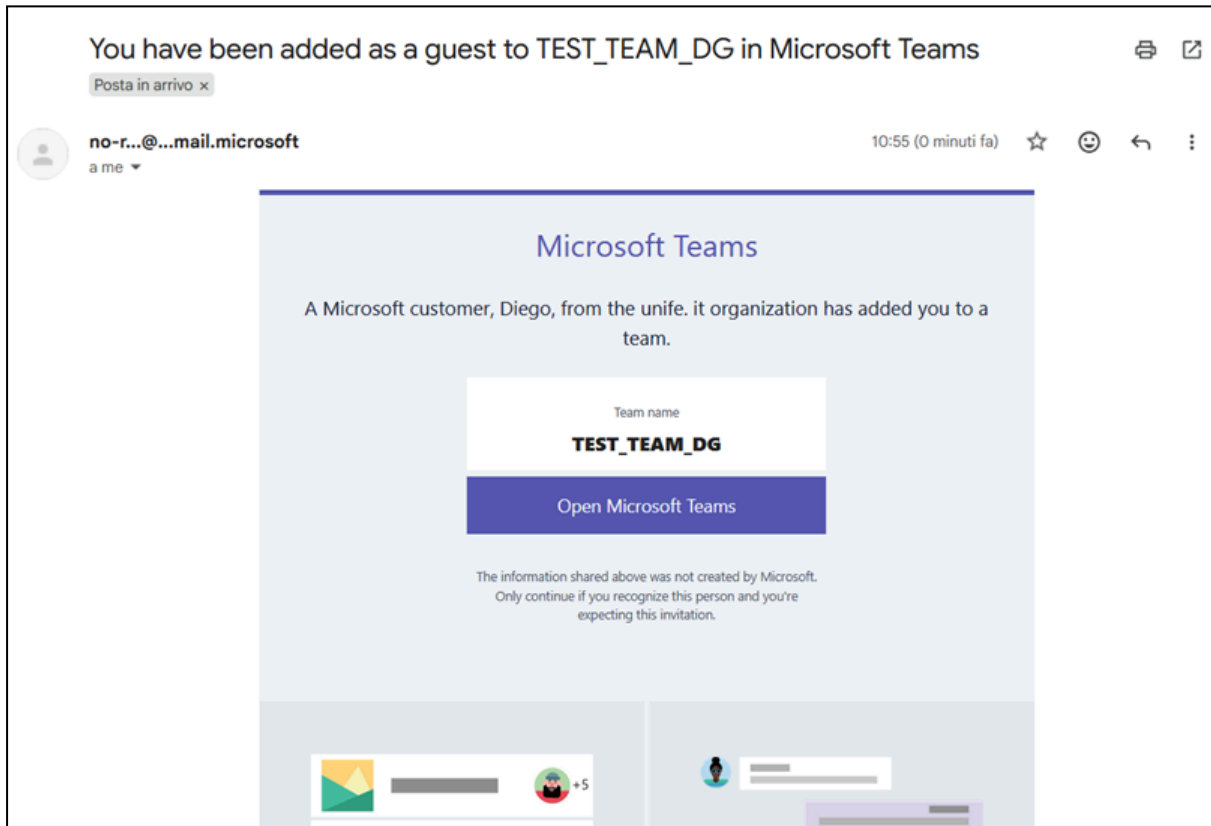 You have been added as a guest to TEST_TEAM_DG in Microsoft Teams
Posta in arrivo ×
no-r...@...mail.microsoft
10:55 (0 minuti fa)
a me
Microsoft Teams
A Microsoft customer, Diego, from the unife. it organization has added you to a
team.
Team name
TEST_TEAM_DG
Open Microsoft Teams
The information shared above was not created by Microsoft.
Only continue if you recognize this person and you're
expecting this invitation.
+5